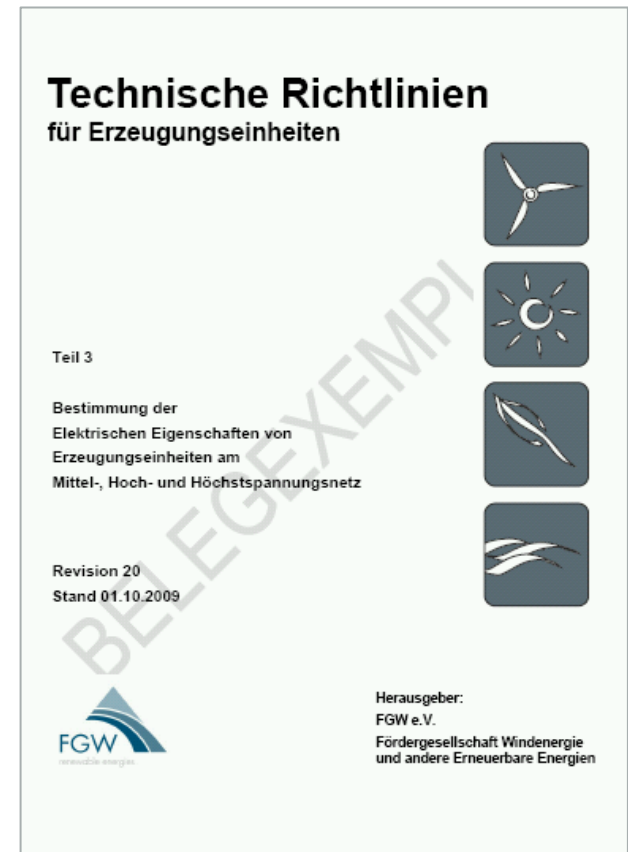 Technische Richtlinien
für Erzeugungseinheiten
Teil 3
Bestimmung der
Elektrischen Eigenschaften von
Erzeugungseinheiten am
Mittel-, Hoch- und Höchstspannungsnetz
Revision 20
Stand 01.10.2009
BELEGEXEMPL
FGW
renewable energies
Herausgeber:
FGW e.V.
Fördergesellschaft Windenergie
und andere Erneuerbare Energien